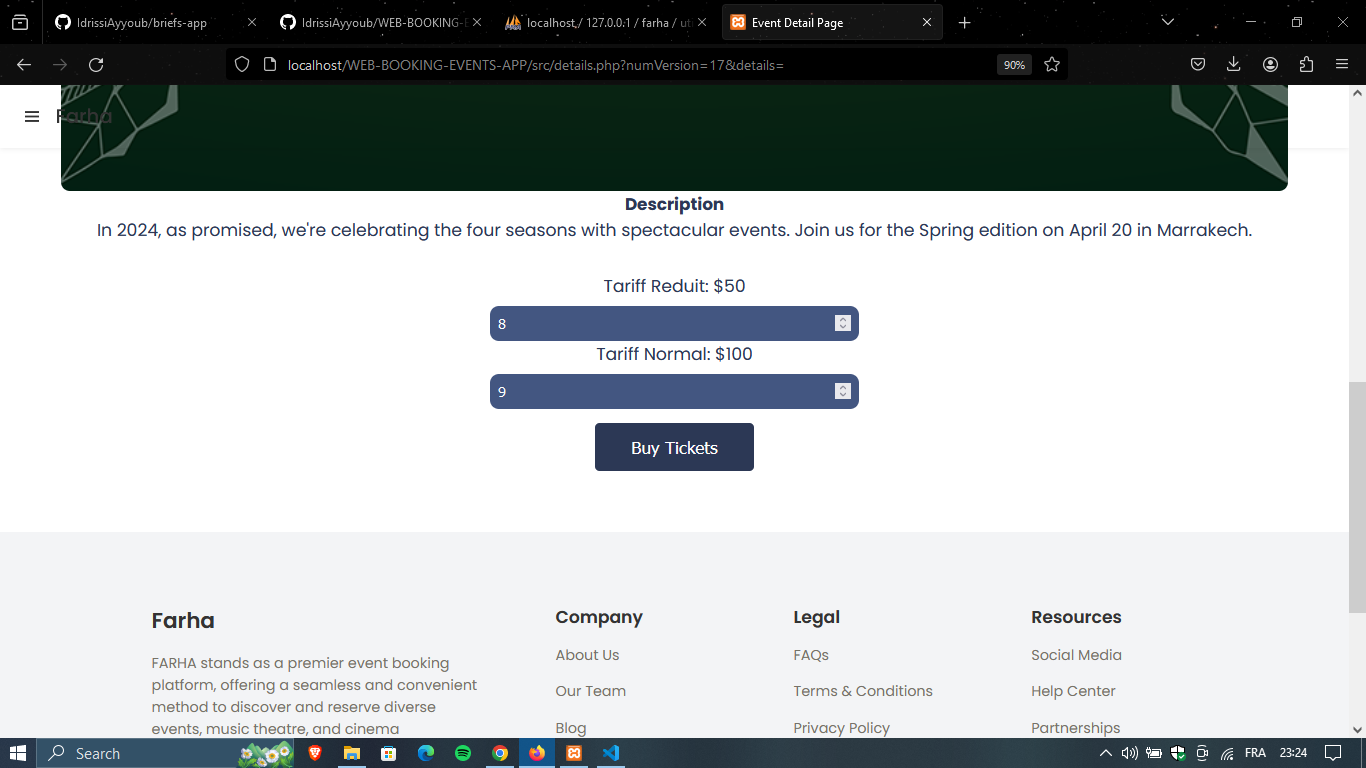 IdrissiAyyoub/briefs-app
IdrissiAyyoub/WEB-BOOKING-E
localhost / 127.0.0.1 / farha / uti
Event Detail Page
localhost/WEB-BOOKING-EVENTS-APP/src/details.php?numVersion=17&details=
90%
Farha
Description
In 2024, as promised, we're celebrating the four seasons with spectacular events. Join us for the Spring edition on April 20 in Marrakech.
Tariff Reduit: $50
8
Tariff Normal: $100
9
Buy Tickets
Farha
FARHA stands as a premier event booking
platform, offering a seamless and convenient
method to discover and reserve diverse
events, music theatre, and cinema
Company
About Us
Our Team
Blog
Legal
FAQs
Terms & Conditions
Privacy Policy
Resources
Social Media
Help Center
Partnerships
Search
FRA
23:24